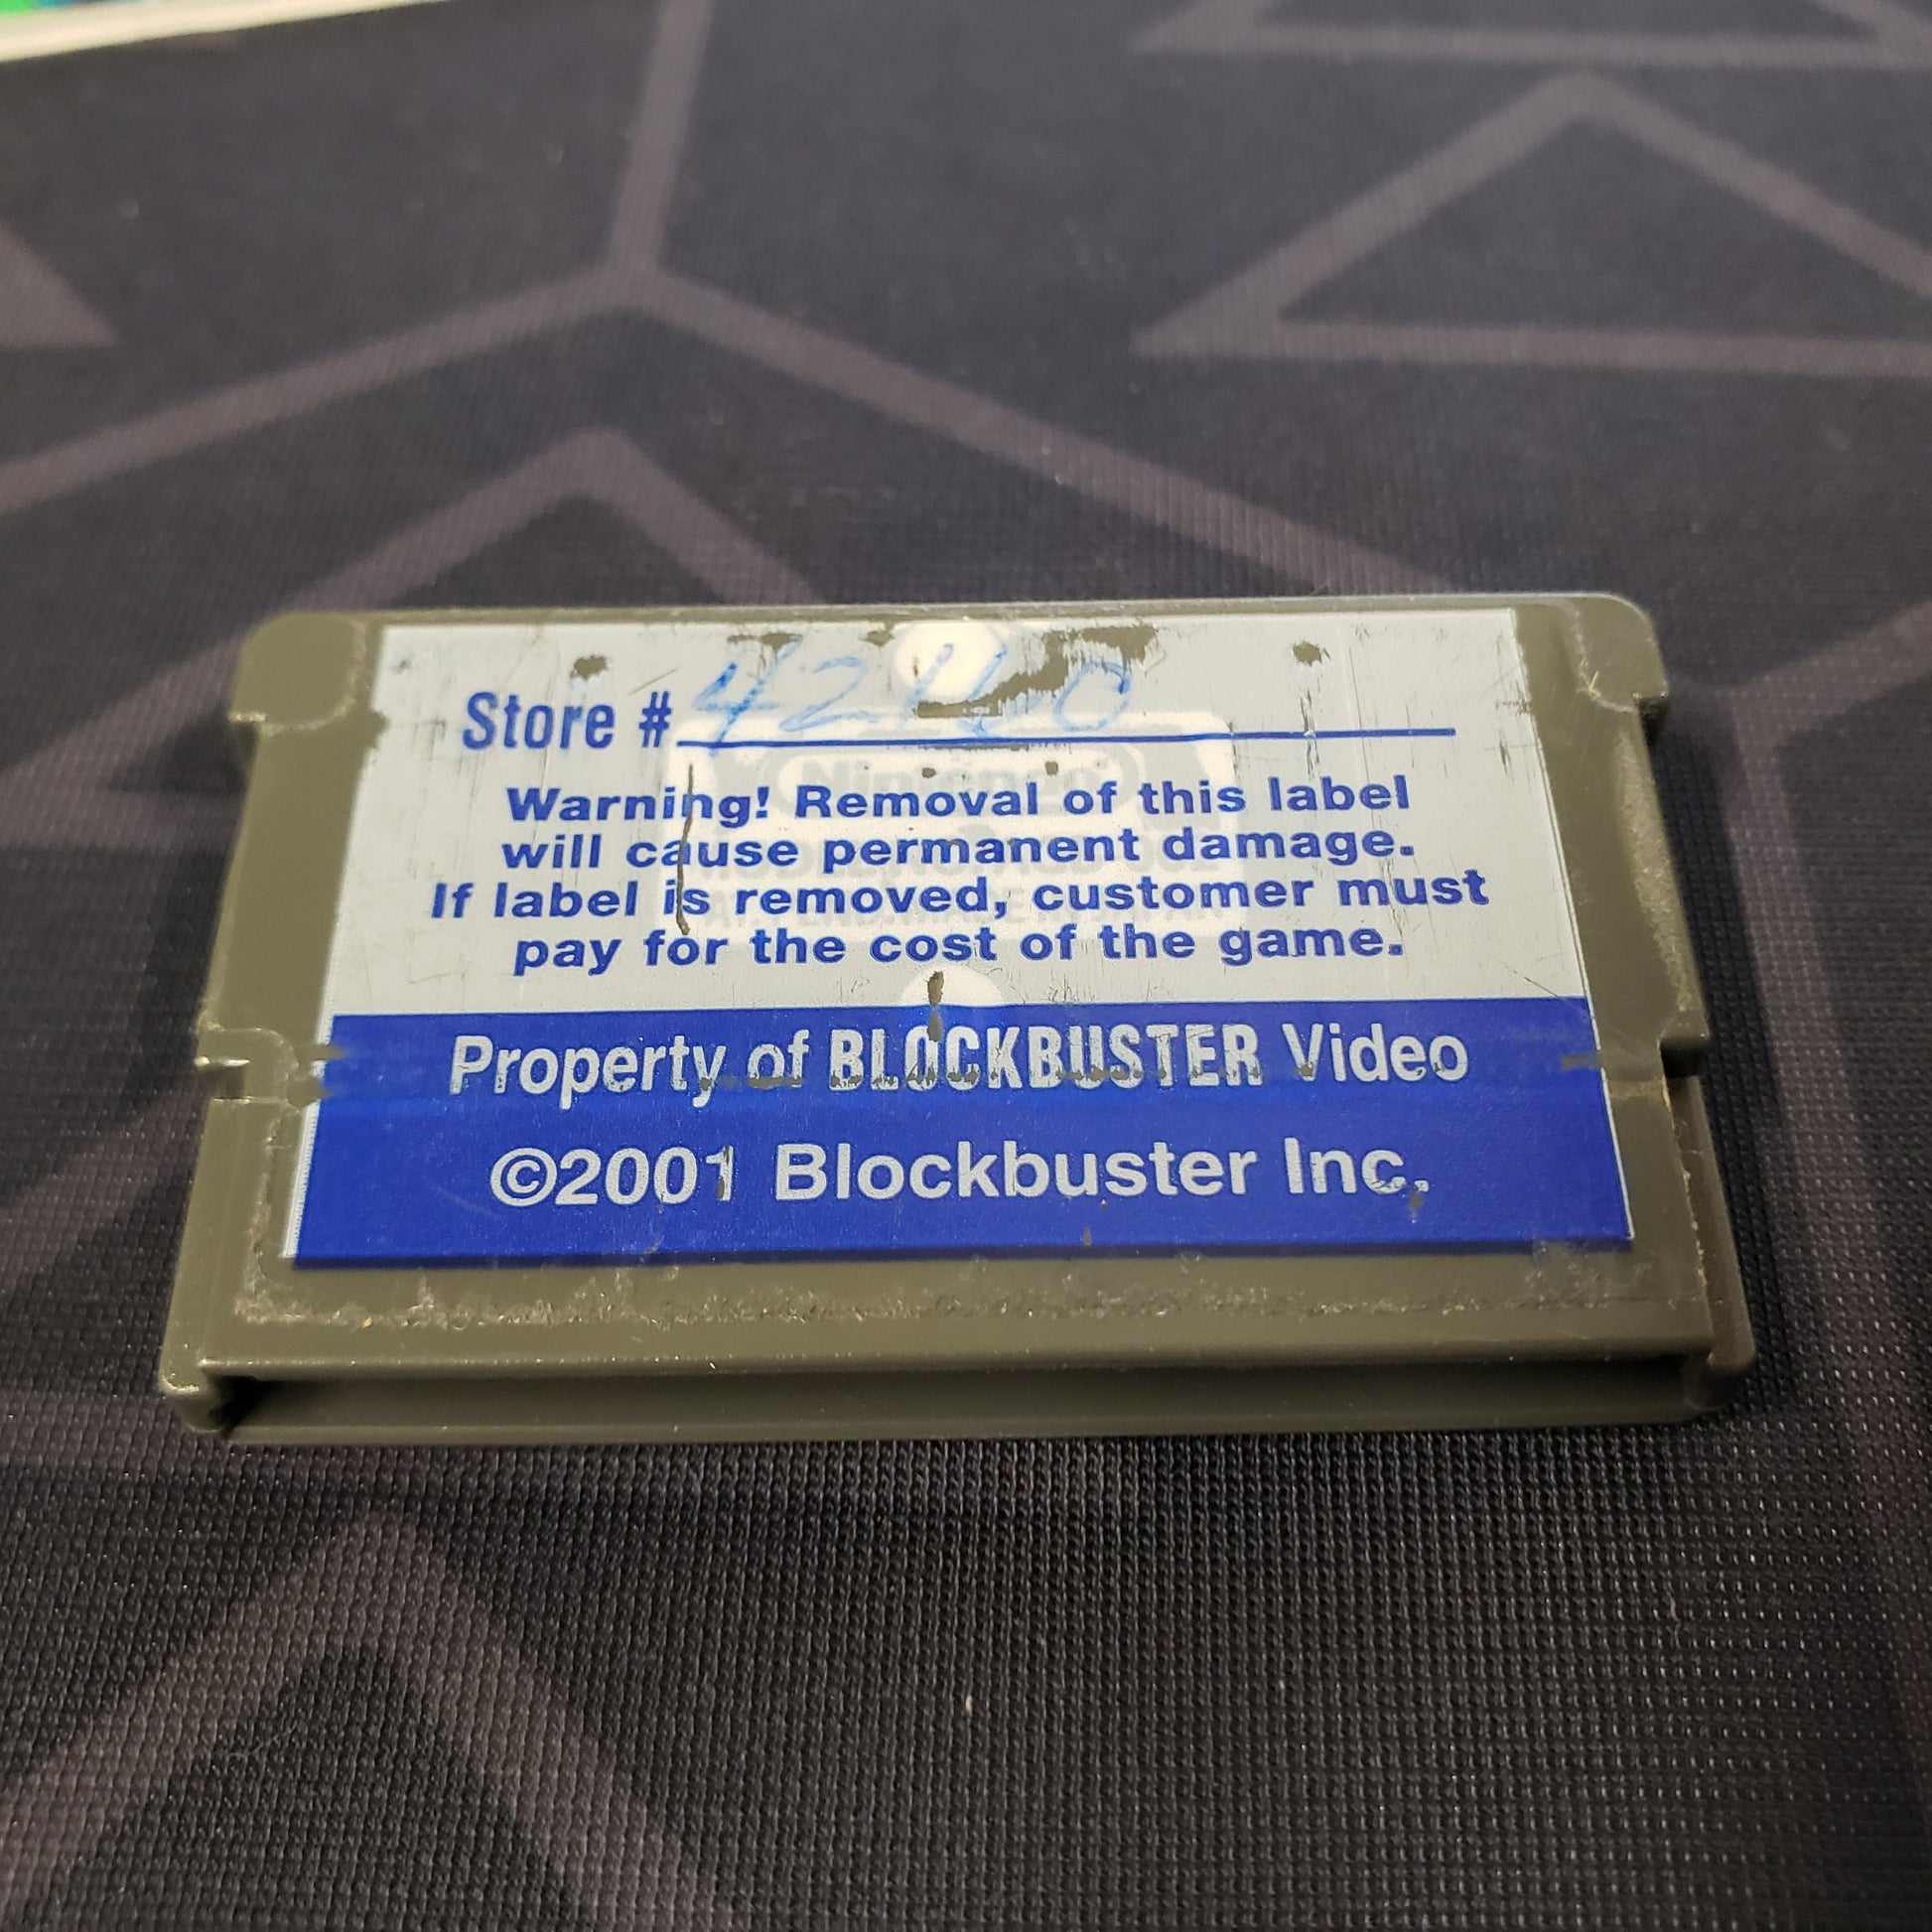 Store #
Warning! Removal of this label
will cause permanent damage.
If label is removed, customer must
pay for the cost of the game.
Property of BLOCKBUSTER Video
©2001 Blockbuster Inc.